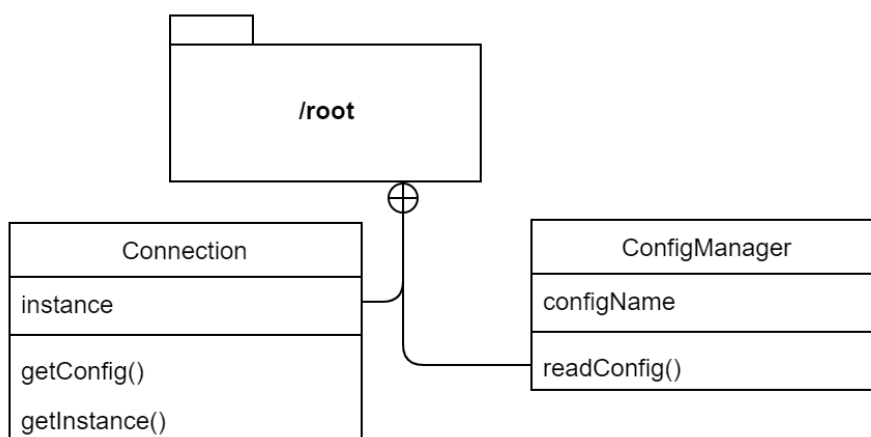 /root
Connection
instance
getConfig()
getInstance()
ConfigManager
configName
readConfig()